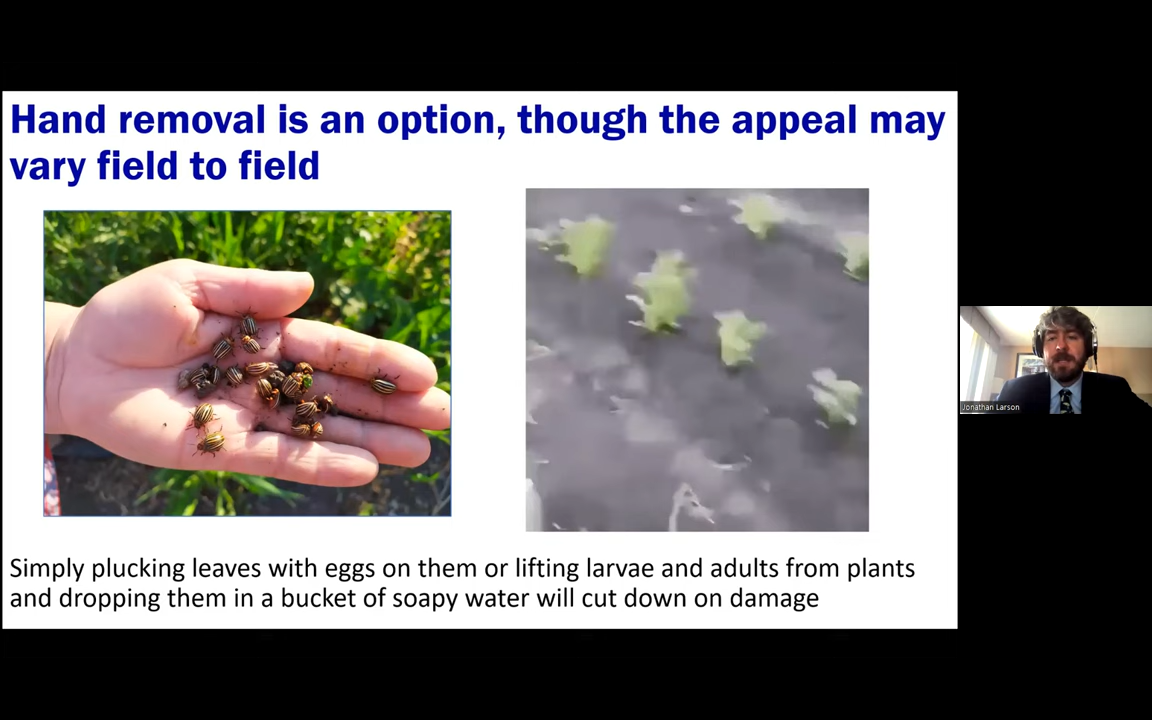 Hand removal is an option, though the appeal may
vary field to field
Jonathan Larson
Simply plucking leaves with eggs on them or lifting larvae and adults from plants
and dropping them in a bucket of soapy water will cut down on damage